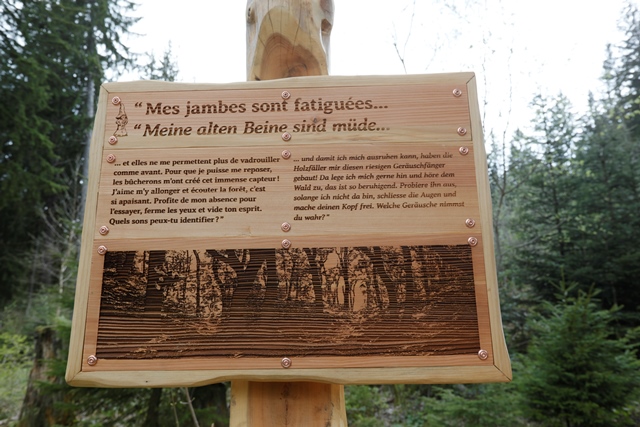 “Mes jambes sont fatiguées...
“Meine alten Beine sind müde...
... et elles ne me permettent plus de vadrouiller
comme avant. Pour que je puisse me reposer,
les bûcherons m'ont créé cet immense capteur !
J'aime m'y allonger et écouter la forêt, c'est
si apaisant. Profite de mon absence pour
l'essayer, ferme les yeux et vide ton esprit.
Quels sons peux-tu identifier ?”
... und damit ich mich ausruhen kann, haben die
Holzfäller mir diesen riesigen Geräuschfänger
gebaut! Da lege ich mich gerne hin und höre dem
Wald zu, das ist so beruhigend. Probiere ihn aus,
solange ich nicht da bin, schliesse die Augen und
mache deinen Kopf frei. Welche Geräusche nimmst
du wahr?”